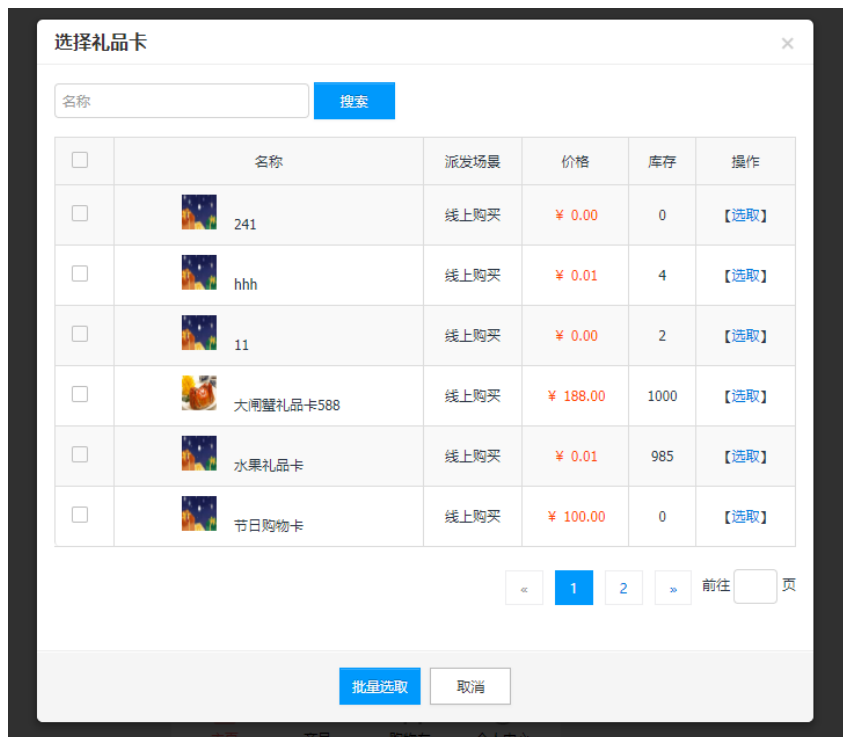 选择礼品卡 ×
名称 搜索
名称 派发场景 价格 库存 操作
241 线上购买 ¥ 0.00 0 【选取】
hhh 线上购买 ¥ 0.01 4 【选取】
11 线上购买 ¥ 0.00 2 【选取】
大闸蟹礼品卡588 线上购买 ¥ 188.00 1000 【选取】
水果礼品卡 线上购买 ¥ 0.01 985 【选取】
节日购物卡 线上购买 ¥ 100.00 0 【选取】
« 1 2 » 前往 页
批量选取 取消